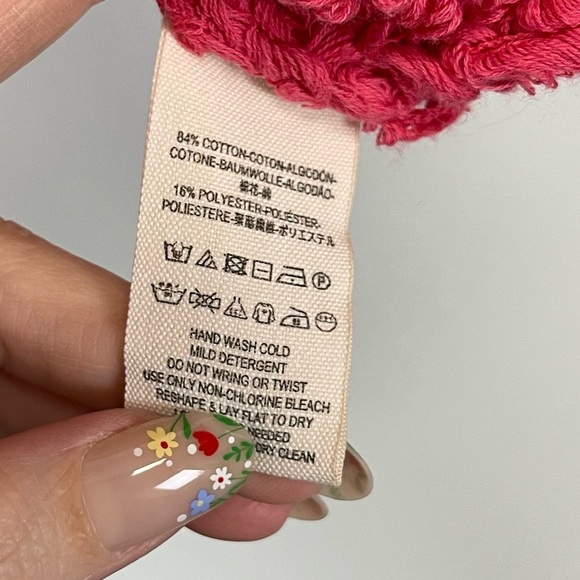 84% COTTON-COTON-ALGODÓN-
COTONE-BAUMWOLLE-ALGODÃO-
棉花-綿
16% POLYESTER-POLIÉSTER-
POLIESTERE-聚酯纖維-ポリエステル
HAND WASH COLD
MILD DETERGENT
DO NOT WRING OR TWIST
USE ONLY NON-CHLORINE BLEACH
RESHAPE & LAY FLAT TO DRY
NEEDED
DRY CLEAN